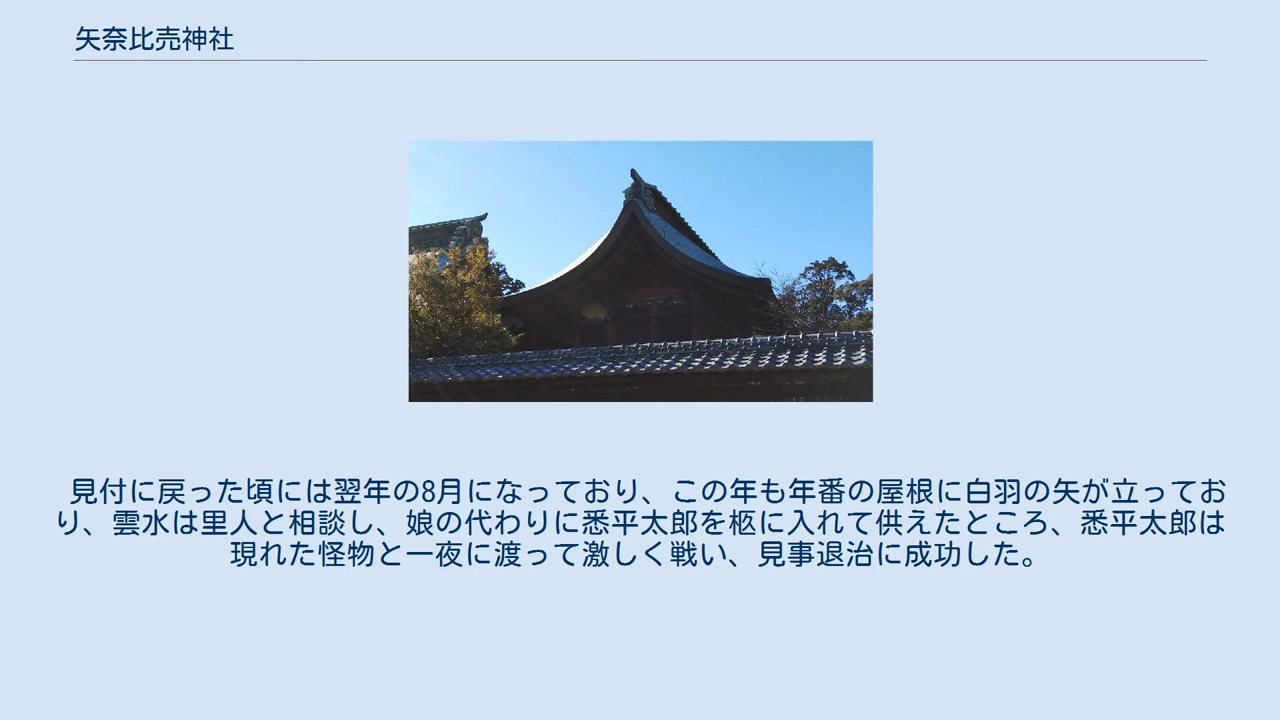 矢奈比売神社
見付に戻った頃には翌年の8月になっており、この年も年番の屋根に白羽の矢が立ってお
り、雲水は里人と相談し、娘の代わりに悉平太郎を柩に入れて供えたところ、悉平太郎は
現れた怪物と一夜に渡って激しく戦い、見事退治に成功した。